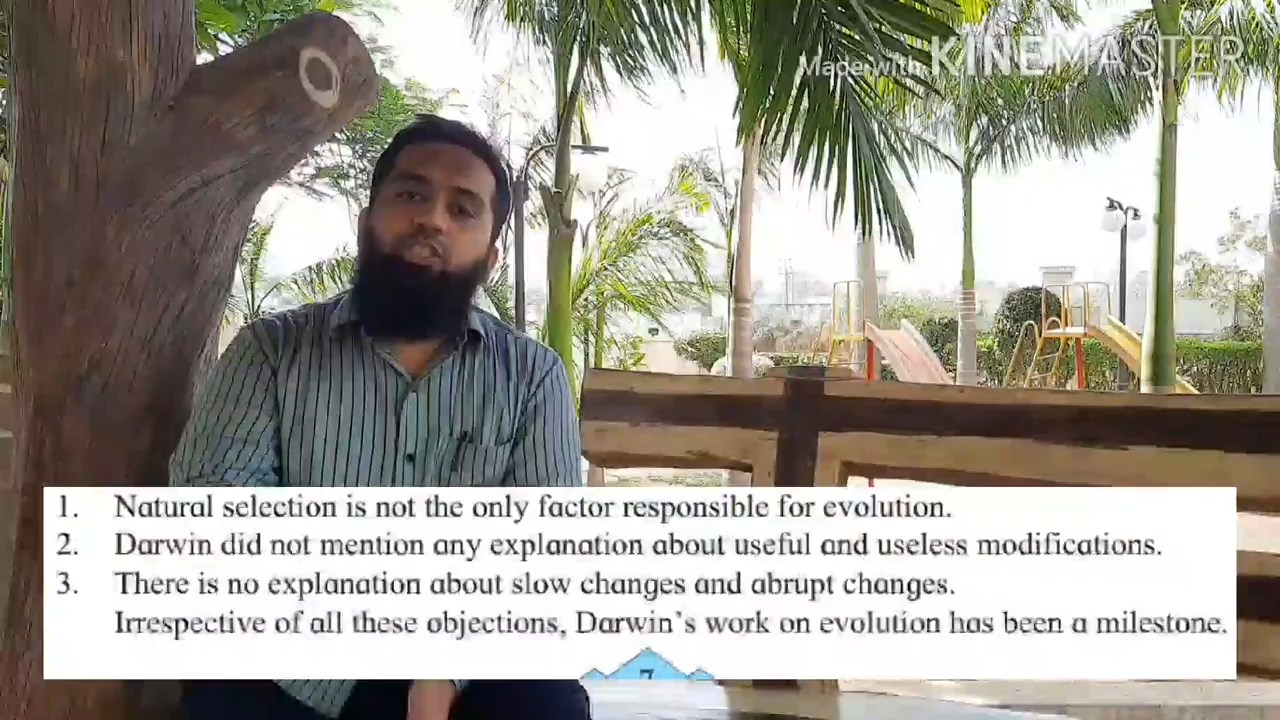 Made with KINEMASTER
1. Natural selection is not the only factor responsible for evolution.
2. Darwin did not mention any explanation about useful and useless modifications.
3. There is no explanation about slow changes and abrupt changes.
Irrespective of all these objections, Darwin's work on evolution has been a milestone.